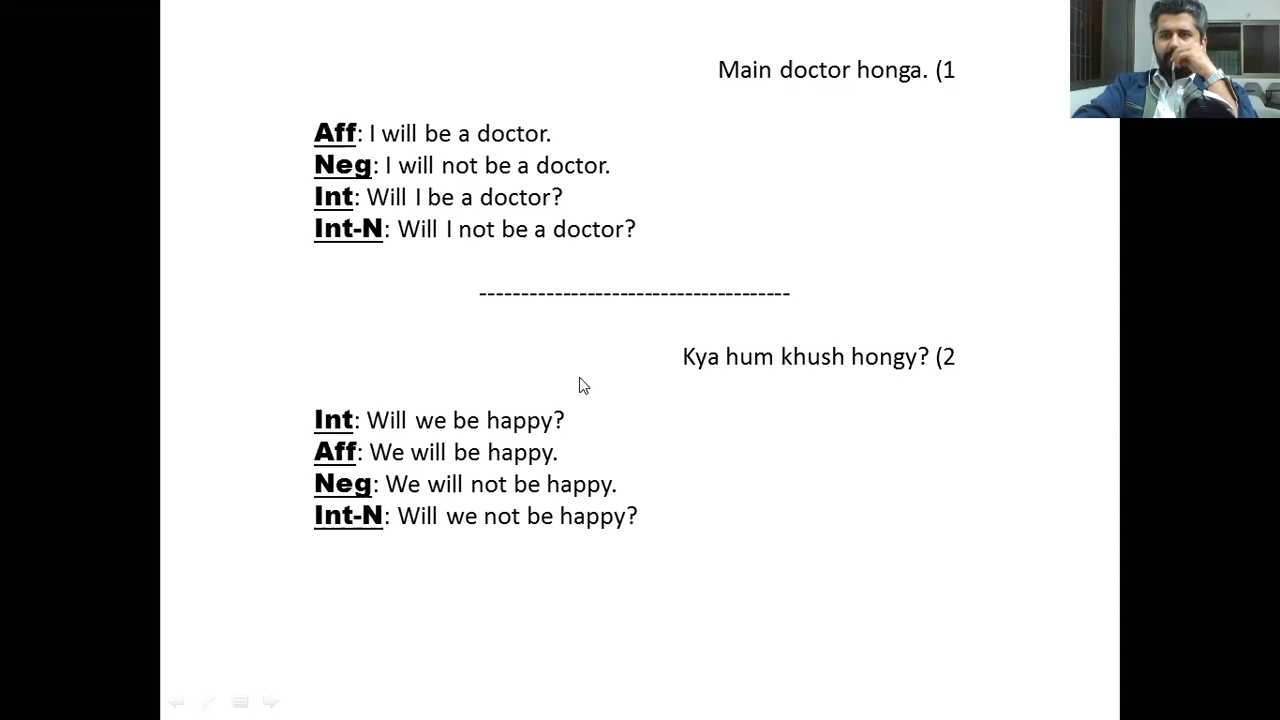 Main doctor honga. (1
Aff: I will be a doctor.
Neg: I will not be a doctor.
Int: Will I be a doctor?
Int-N: Will I not be a doctor?
-------------------------------------
Kya hum khush hongy? (2
Int: Will we be happy?
Aff: We will be happy.
Neg: We will not be happy.
Int-N: Will we not be happy?